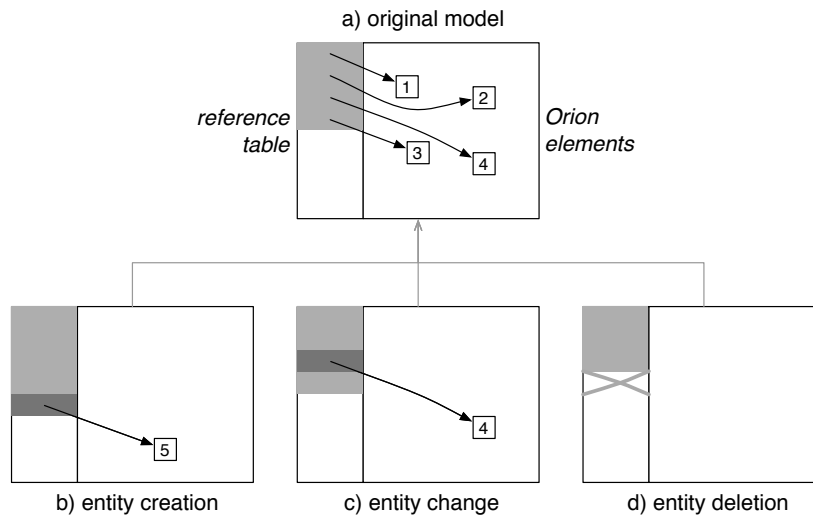 a) original model
reference
table
1
2
3
4
Orion
elements
5
4
b) entity creation
c) entity change
d) entity deletion